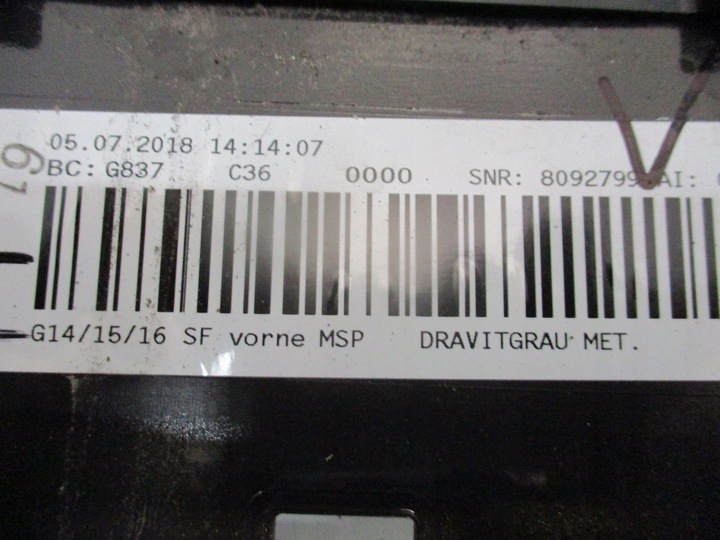 05.07.2018 14:14:07
BC: G837 C36 0000 SNR: AI:
G14/15/16 SF vorne MSP DRAVITGRAU MET.